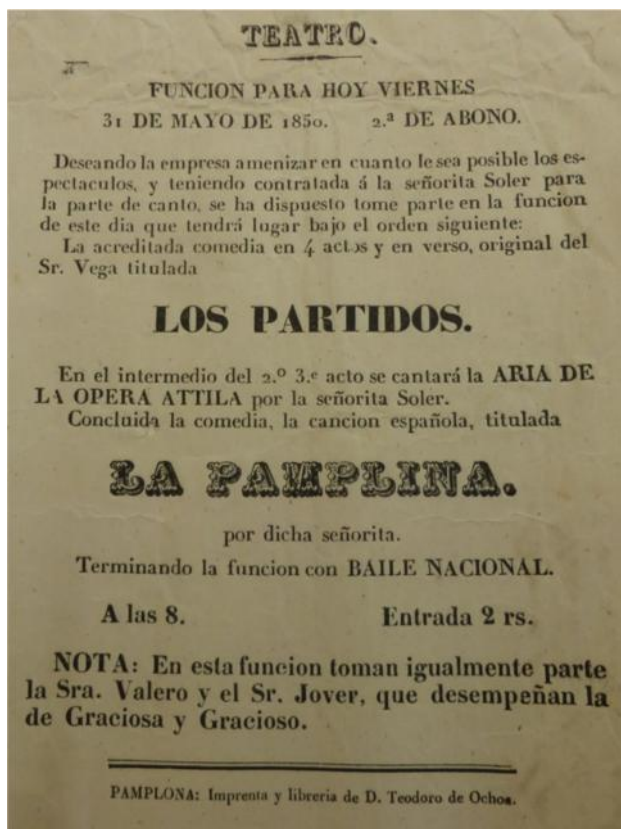 TEATRO.
FUNCION PARA HOY VIERNES
31 DE MAYO DE 1850. 2.ª DE ABONO.
Deseando la empresa amenizar en cuanto le sea posible los es-
pectaculos, y teniendo contratada á la señorita Soler para
la parte de canto, se ha dispuesto tome parte en la funcion
de este dia que tendrá lugar bajo el orden siguiente:
La acreditada comedia en 4 actos y en verso, original del
Sr. Vega titulada
LOS PARTIDOS.
En el intermedio del 2.º 3.e acto se cantará la ARIA DE
LA OPERA ATTILA por la señorita Soler.
Concluida la comedia, la cancion española, titulada
LA PAMPLINA.
por dicha señorita.
Terminando la funcion con BAILE NACIONAL.
A las 8. Entrada 2 rs.
NOTA: En esta funcion toman igualmente parte
la Sra. Valero y el Sr. Jover, que desempeñan la
de Graciosa y Gracioso.
PAMPLONA: Imprenta y libreria de D. Teodoro de Ochoa.